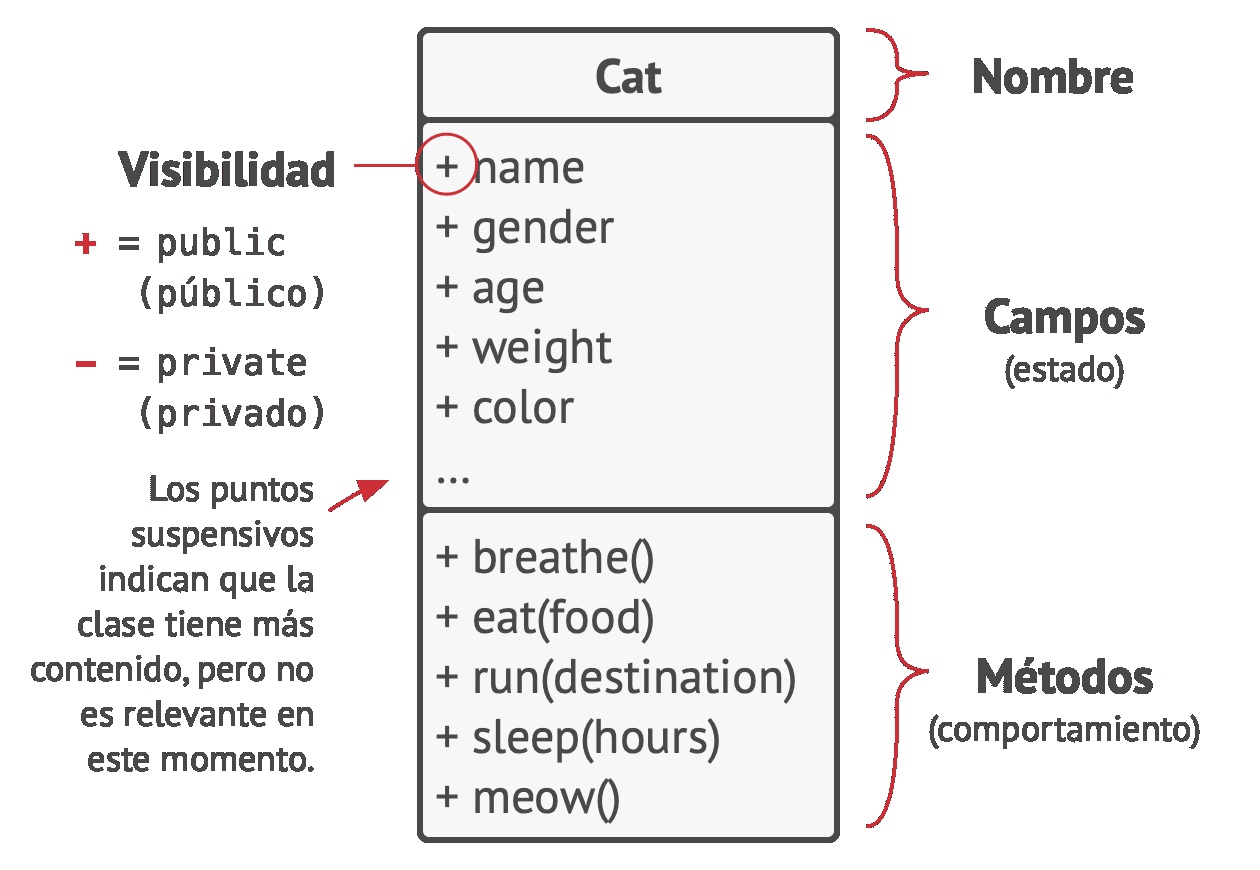 Cat
Nombre
Visibilidad
+ = public
(público)
− = private
(privado)
Los puntos
suspensivos
indican que la
clase tiene más
contenido, pero no
es relevante en
este momento.
+ name
+ gender
+ age
+ weight
+ color
...
Campos
(estado)
+ breathe()
+ eat(food)
+ run(destination)
+ sleep(hours)
+ meow()
Métodos
(comportamiento)